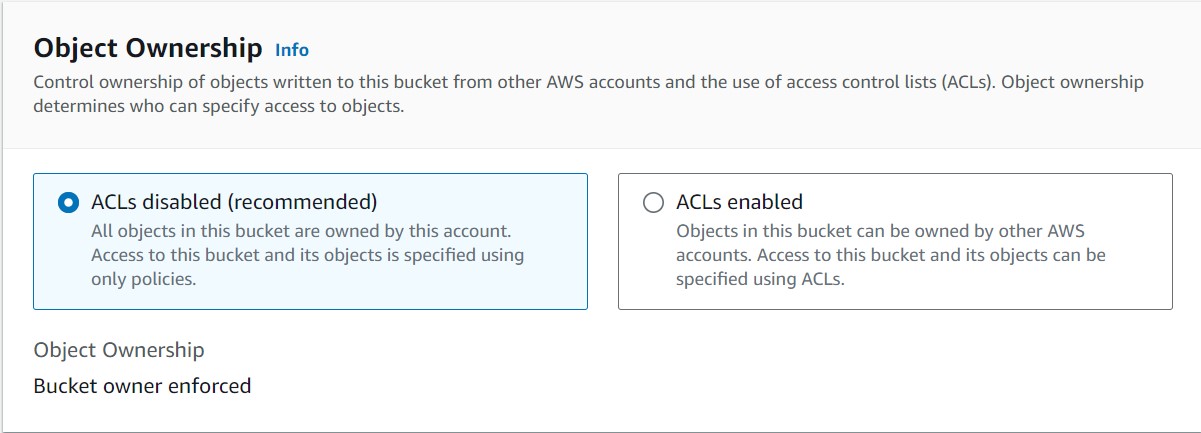 Object Ownership Info
Control ownership of objects written to this bucket from other AWS accounts and the use of access control lists (ACLs). Object ownership
determines who can specify access to objects.
ACLs disabled (recommended)
All objects in this bucket are owned by this account.
Access to this bucket and its objects is specified using
only policies.
ACLs enabled
Objects in this bucket can be owned by other AWS
accounts. Access to this bucket and its objects can be
specified using ACLs.
Object Ownership
Bucket owner enforced